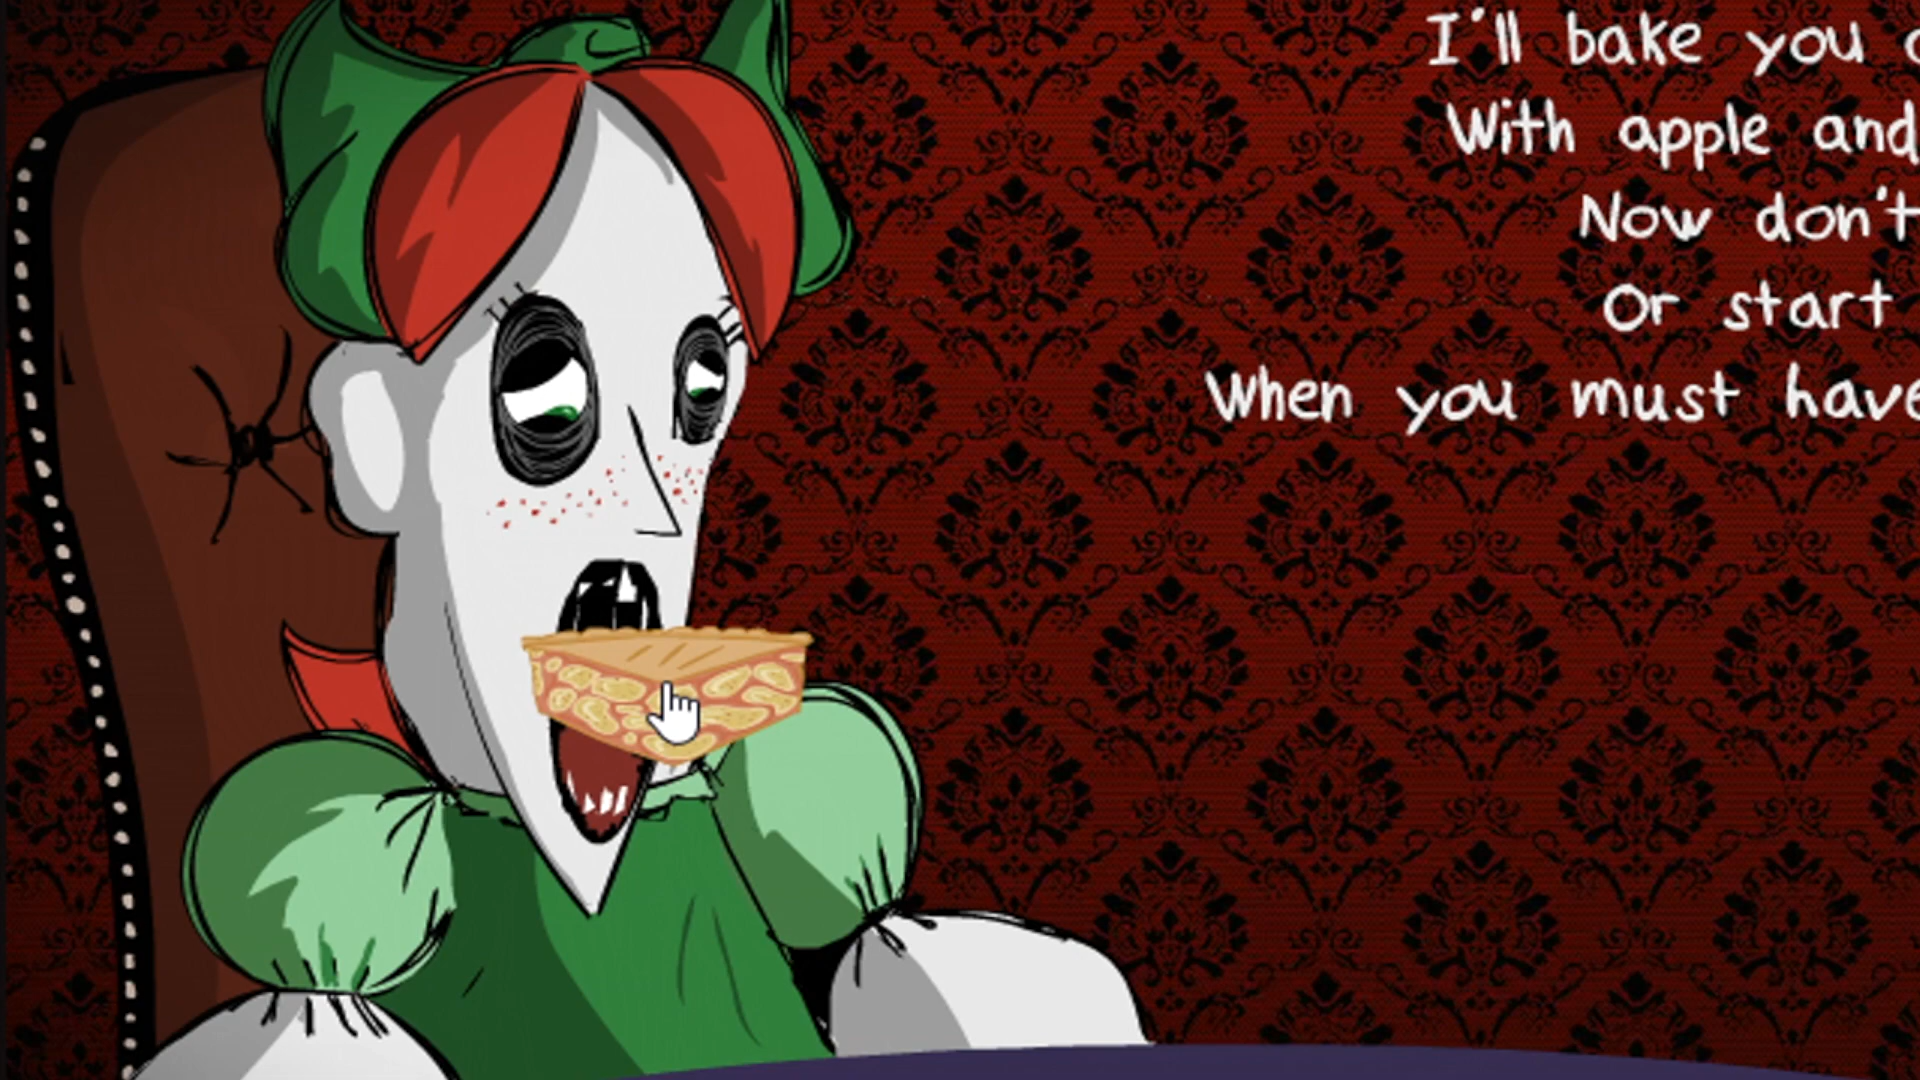 I'll bake you
With apple and
Now don't
Or start
When you must have